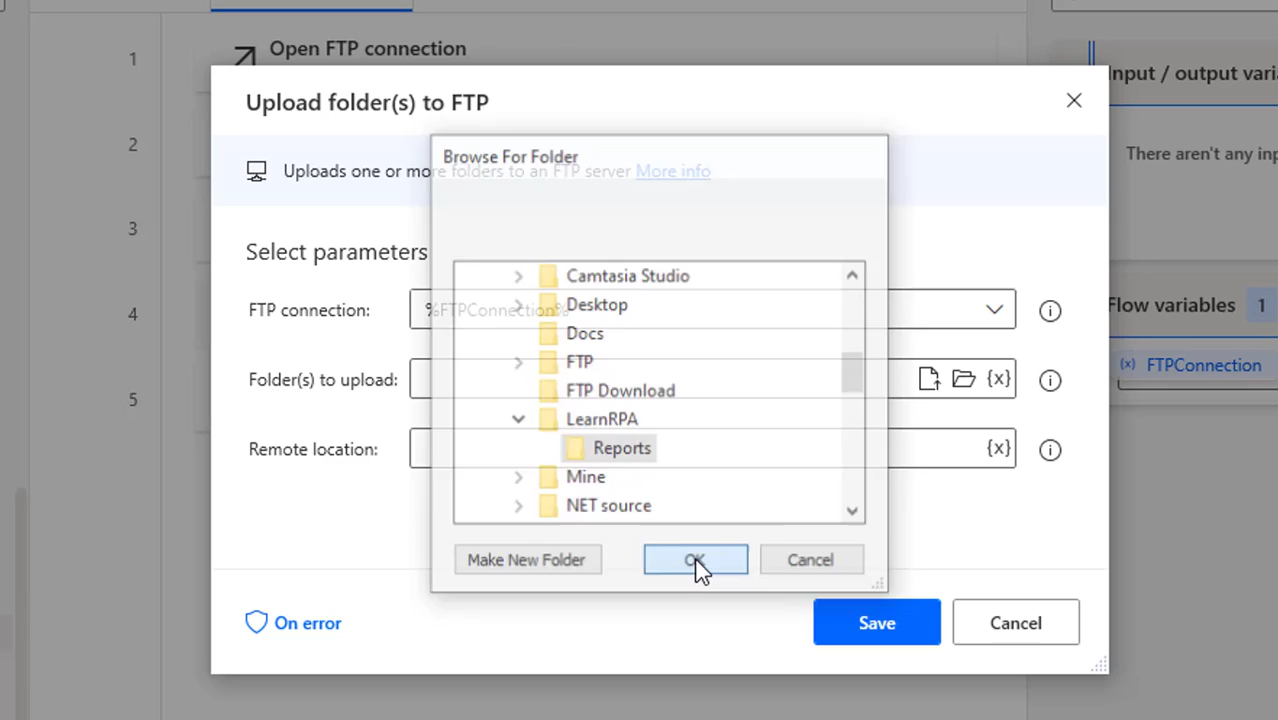 1
Open FTP connection
Upload folder(s) to FTP
Input / output vari
2
Browse For Folder
Uploads one or more folders to an FTP server More info
There aren't any inp
3
Select parameters
Camtasia Studio
FTP connection:
%FTPConnection%
Desktop
Flow variables 1
4
Docs
FTP
(x) FTPConnection
Folder(s) to upload:
{x}
FTP Download
5
LearnRPA
Remote location:
Reports
{x}
Mine
NET source
Make New Folder
OK
Cancel
On error
Save
Cancel